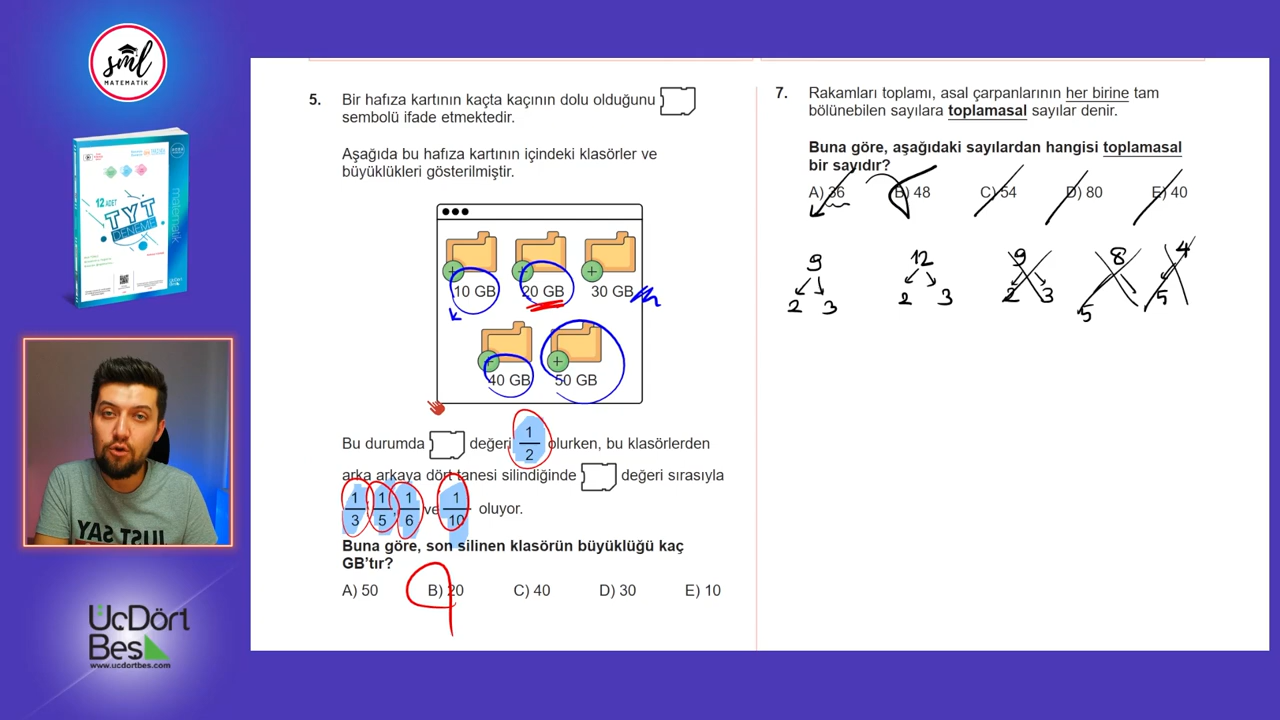 sml
MATEMATİK
12 ADET
TYT
DENEME
matematik
JUST SAY
ÜcDört
Beş
www.ucdortbes.com
5. Bir hafıza kartının kaçta kaçının dolu olduğunu
sembolü ifade etmektedir.
Aşağıda bu hafıza kartının içindeki klasörler ve
büyüklükleri gösterilmiştir.
10 GB 20 GB 30 GB
40 GB 50 GB
Bu durumda değeri 1/2 olurken, bu klasörlerden
arka arkaya dört tanesi silindiğinde değeri sırasıyla
1/3, 1/5, 1/6 ve 1/10 oluyor.
Buna göre, son silinen klasörün büyüklüğü kaç
GB'tır?
A) 50 B) 20 C) 40 D) 30 E) 10
7. Rakamları toplamı, asal çarpanlarının her birine tam
bölünebilen sayılara toplamasal sayılar denir.
Buna göre, aşağıdaki sayılardan hangisi toplamasal
bir sayıdır?
A) 36 B) 48 C) 54 D) 80 E) 40
9 12 9 8 4
2 3 2 3 2 3 5 5